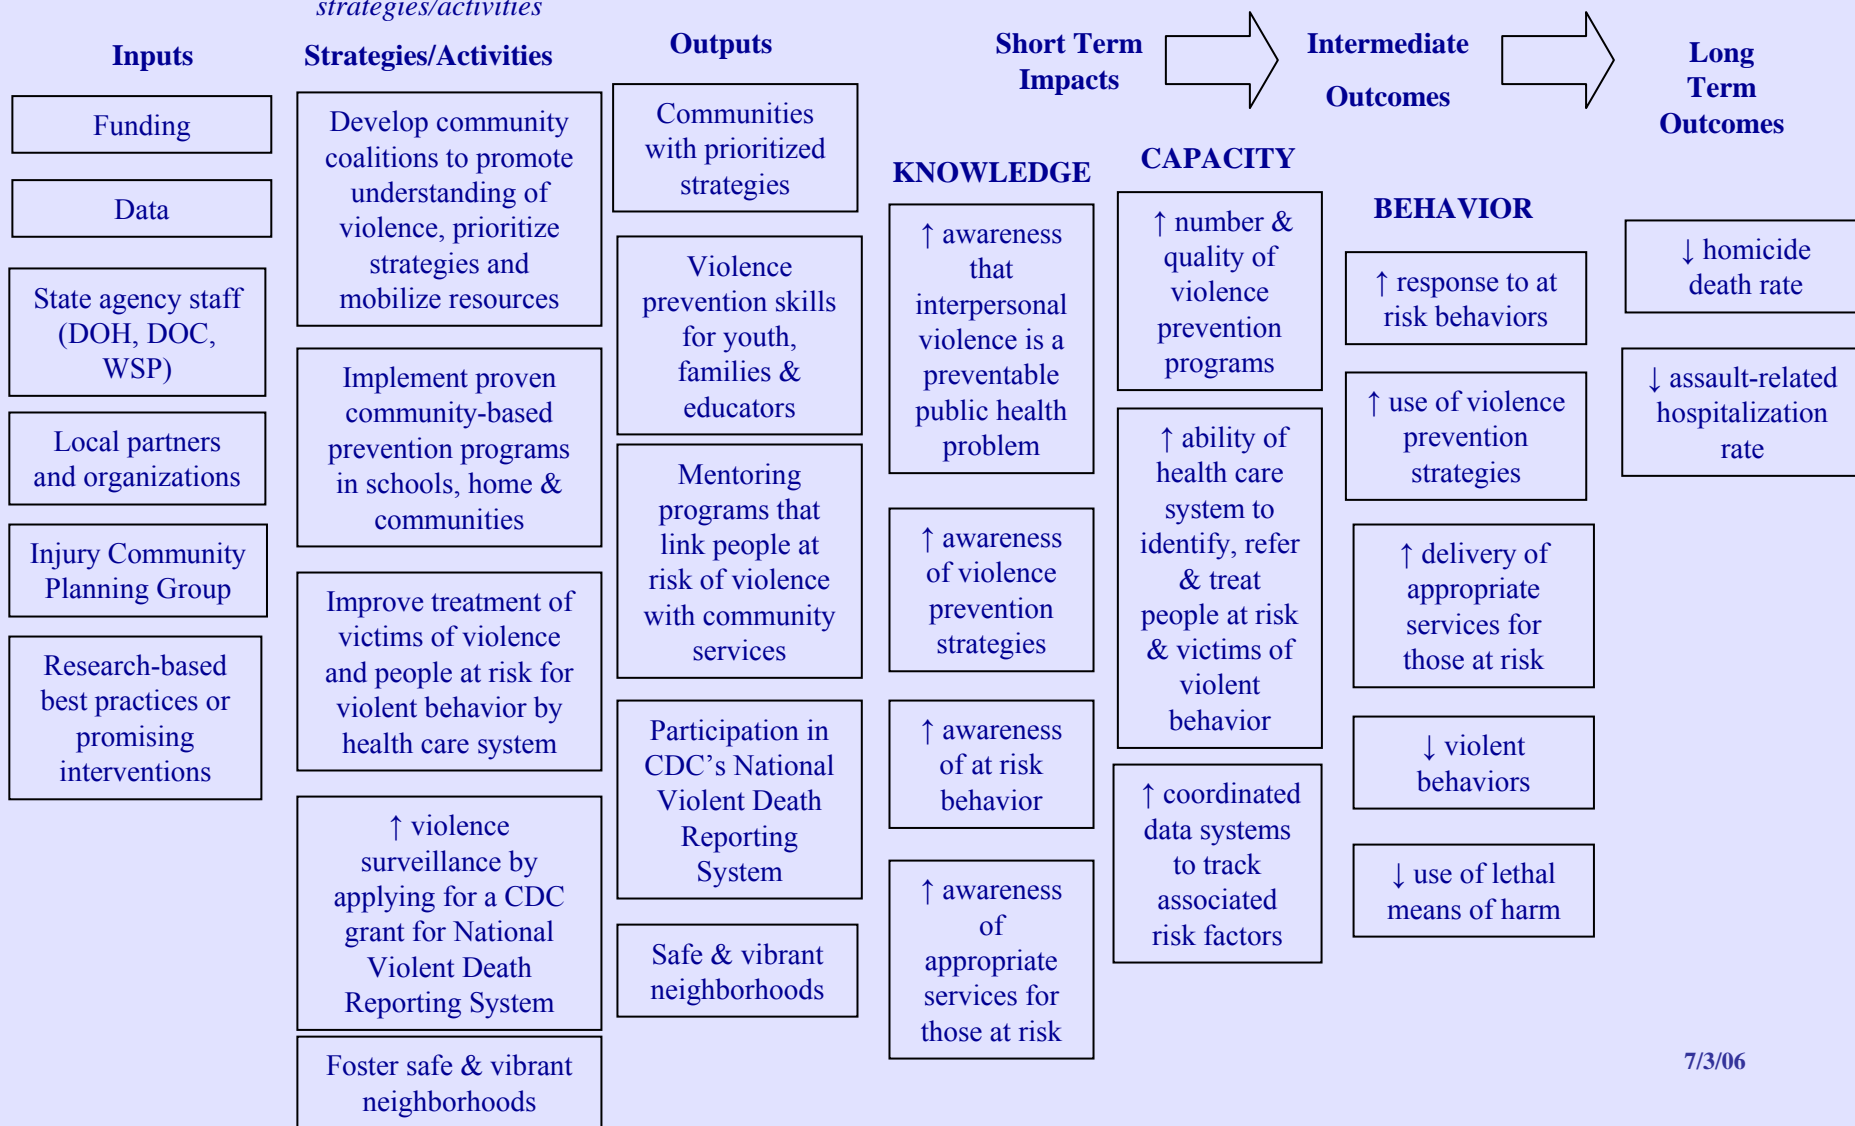 strategies/activities
Inputs
Funding
Data
State agency staff
(DOH, DOC,
WSP)
Local partners
and organizations
Injury Community
Planning Group
Research-based
best practices or
promising
interventions
Strategies/Activities
Develop community
coalitions to promote
understanding of
violence, prioritize
strategies and
mobilize resources
Implement proven
community-based
prevention programs
in schools, home &
communities
Improve treatment of
victims of violence
and people at risk for
violent behavior by
health care system
↑ violence
surveillance by
applying for a CDC
grant for National
Violent Death
Reporting System
Foster safe & vibrant
neighborhoods
Outputs
Communities
with prioritized
strategies
Violence
prevention skills
for youth,
families &
educators
Mentoring
programs that
link people at
risk of violence
with community
services
Participation in
CDC’s National
Violent Death
Reporting
System
Safe & vibrant
neighborhoods
Short Term
Impacts
KNOWLEDGE
↑ awareness
that
interpersonal
violence is a
preventable
public health
problem
↑ awareness
of violence
prevention
strategies
↑ awareness
of at risk
behavior
↑ awareness
of
appropriate
services for
those at risk
CAPACITY
↑ number &
quality of
violence
prevention
programs
↑ ability of
health care
system to
identify, refer
& treat
people at risk
& victims of
violent
behavior
↑ coordinated
data systems
to track
associated
risk factors
Intermediate
Outcomes
BEHAVIOR
↑ response to at
risk behaviors
↑ use of violence
prevention
strategies
↑ delivery of
appropriate
services for
those at risk
↓ violent
behaviors
↓ use of lethal
means of harm
Long
Term
Outcomes
↓ homicide
death rate
↓ assault-related
hospitalization
rate
7/3/06